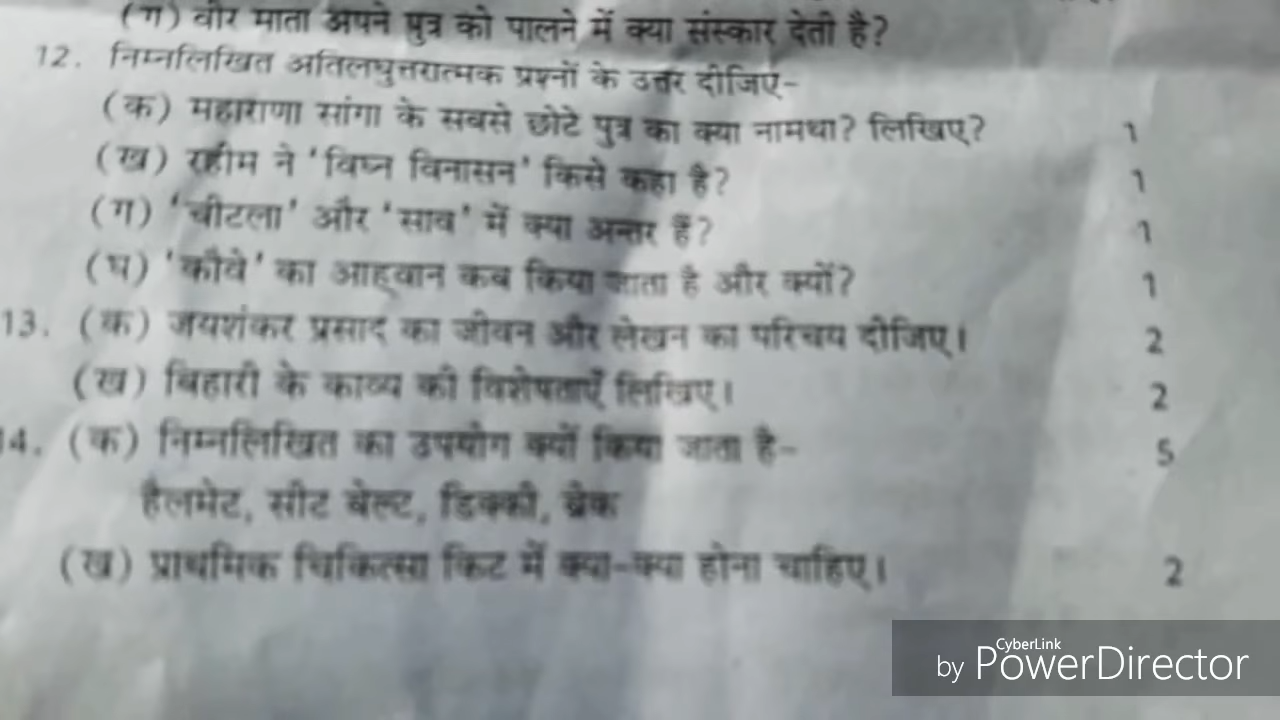 (ग) वीर माता अपने पुत्र को पालने में क्या संस्कार देती है?
12. निम्नलिखित अतिलघुत्तरात्मक प्रश्नों के उत्तर दीजिए-
(क) महाराणा सांगा के सबसे छोटे पुत्र का क्या नामथा? लिखिए? 1
(ख) रहीम ने 'विघ्न विनासन' किसे कहा है? 1
(ग) 'चीटला' और 'साव' में क्या अन्तर है? 1
(घ) 'कौवे' का आह्वान कब किया जाता है और क्यों? 1
13. (क) जयशंकर प्रसाद का जीवन और लेखन का परिचय दीजिए। 2
(ख) बिहारी के काव्य की विशेषताएँ लिखिए। 2
14. (क) निम्नलिखित का उपयोग क्यों किया जाता है- 5
हैलमेट, सीट बेल्ट, डिक्की, ब्रेक
(ख) प्राथमिक चिकित्सा किट में क्या-क्या होना चाहिए। 2
CyberLink
by PowerDirector